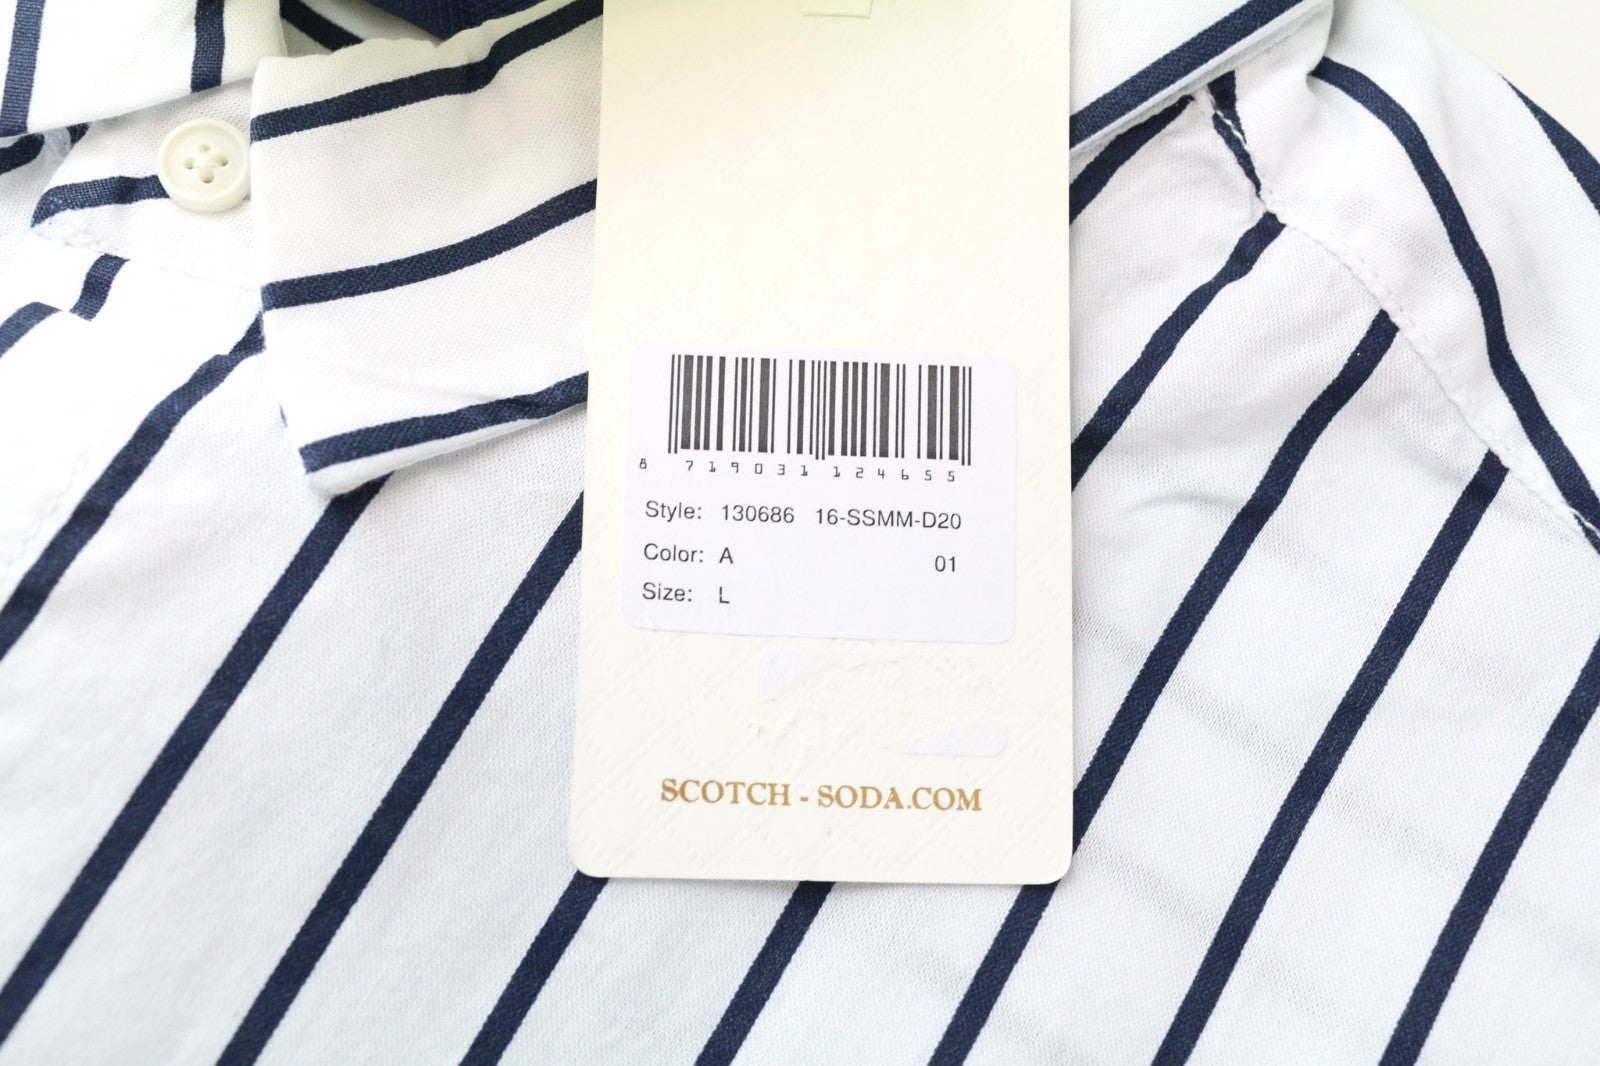 8 719031 124655
Style: 130686 16-SSMM-D20
Color: A 01
Size: L
SCOTCH - SODA.COM